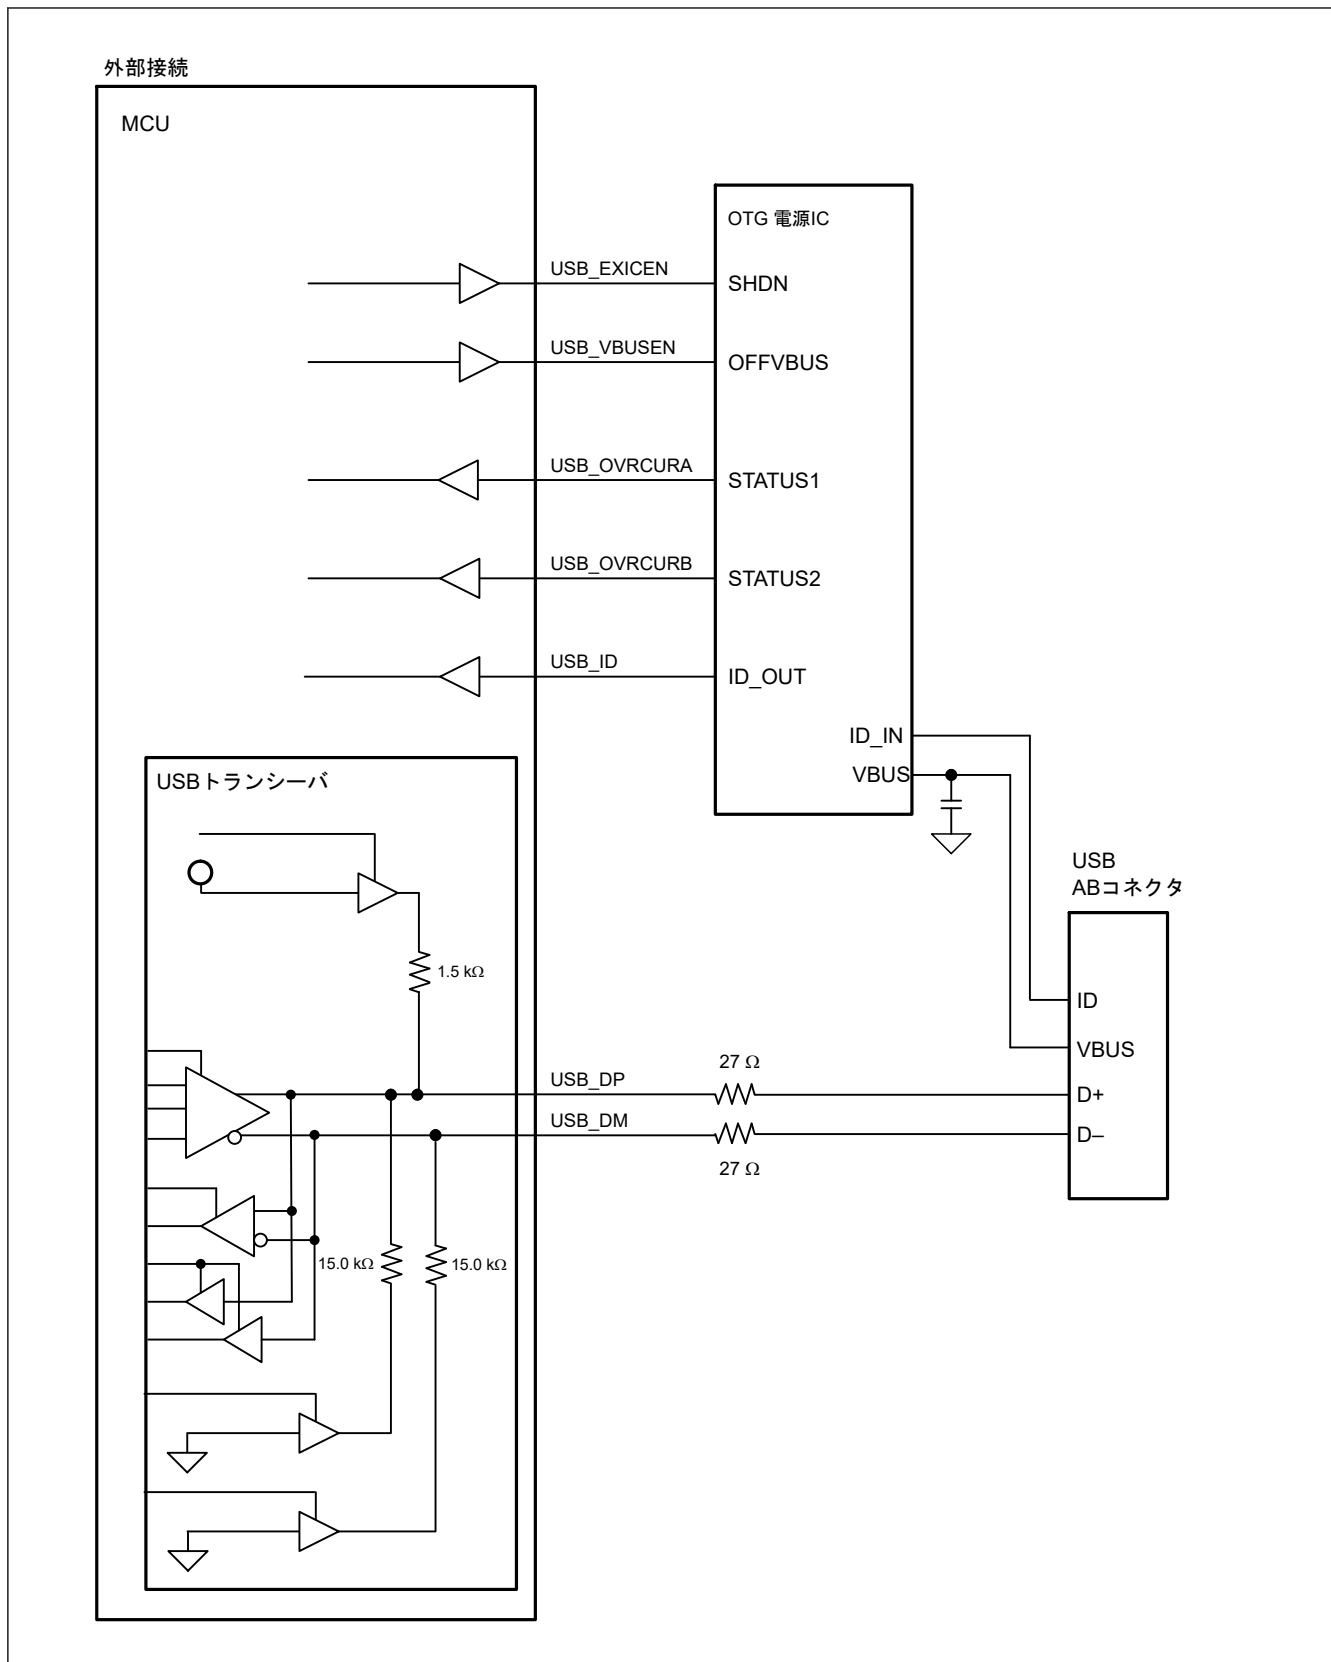 外部接続
MCU
OTG 電源IC
USB_EXICEN
SHDN
USB_VBUSEN
OFFVBUS
USB_OVRCURA
STATUS1
USB_OVRCURB
STATUS2
USB_ID
ID_OUT
ID_IN
VBUS
USBトランシーバ
USB
ABコネクタ
1.5 kΩ
ID
VBUS
27 Ω
USB_DP
D+
USB_DM
D–
27 Ω
15.0 kΩ
15.0 kΩ